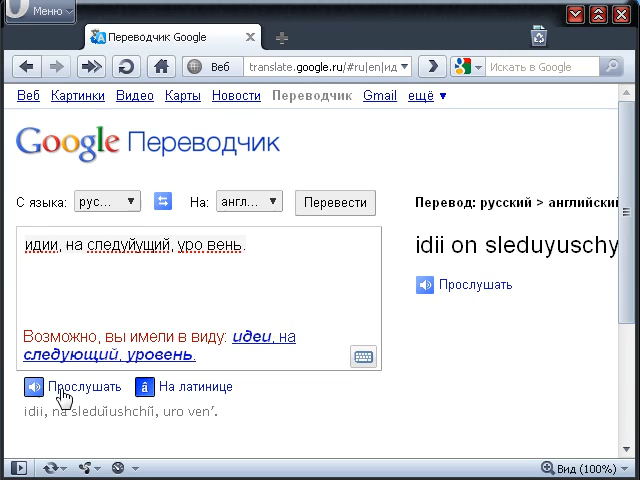 Меню
Переводчик Google
Веб
translate.google.ru/#ru|en|ид
Искать в Google
Веб Картинки Видео Карты Новости Переводчик Gmail ещё ▼
Google Переводчик
С языка: рус... На: англ... Перевести
Перевод: русский > английский
идии, на следуйущий, уро вень.
idii on sleduyuschy
Прослушать
Возможно, вы имели в виду: идеи, на
следующий, уровень.
Прослушать â На латинице
idii, na sleduĭushchiĭ, uro venʹ.
Вид (100%)